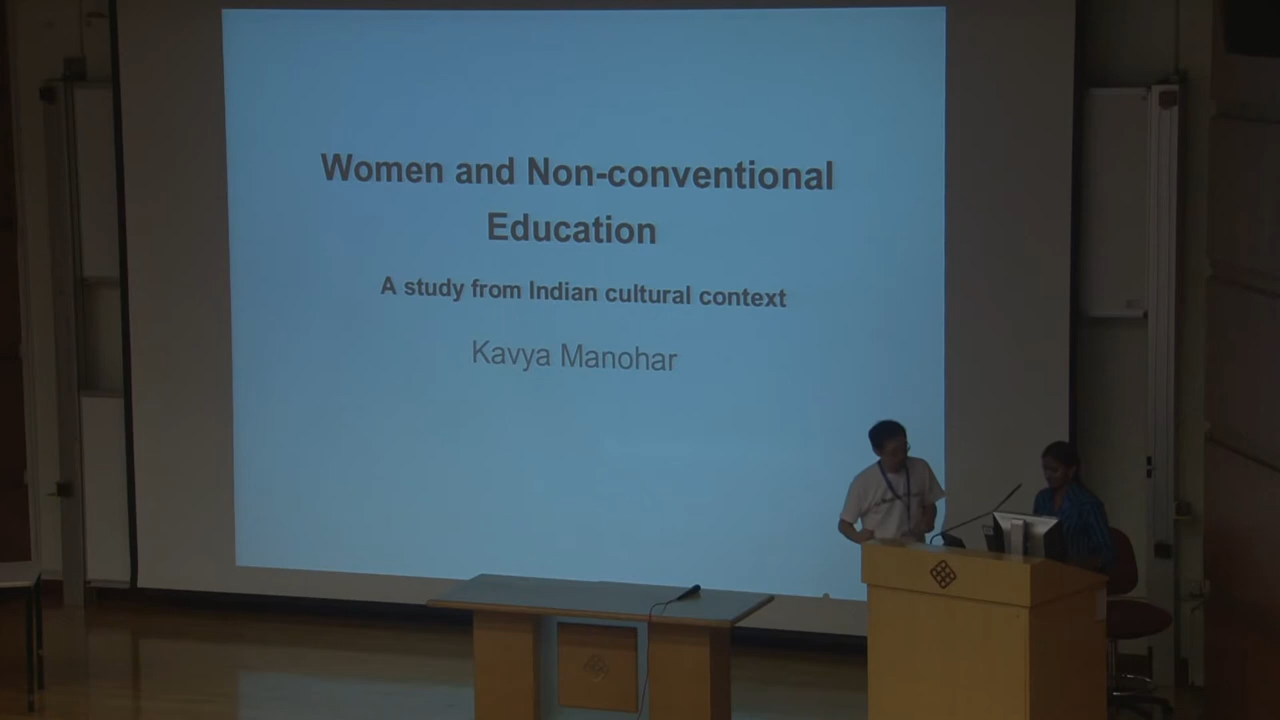 Women and Non-conventional
Education
A study from Indian cultural context
Kavya Manohar